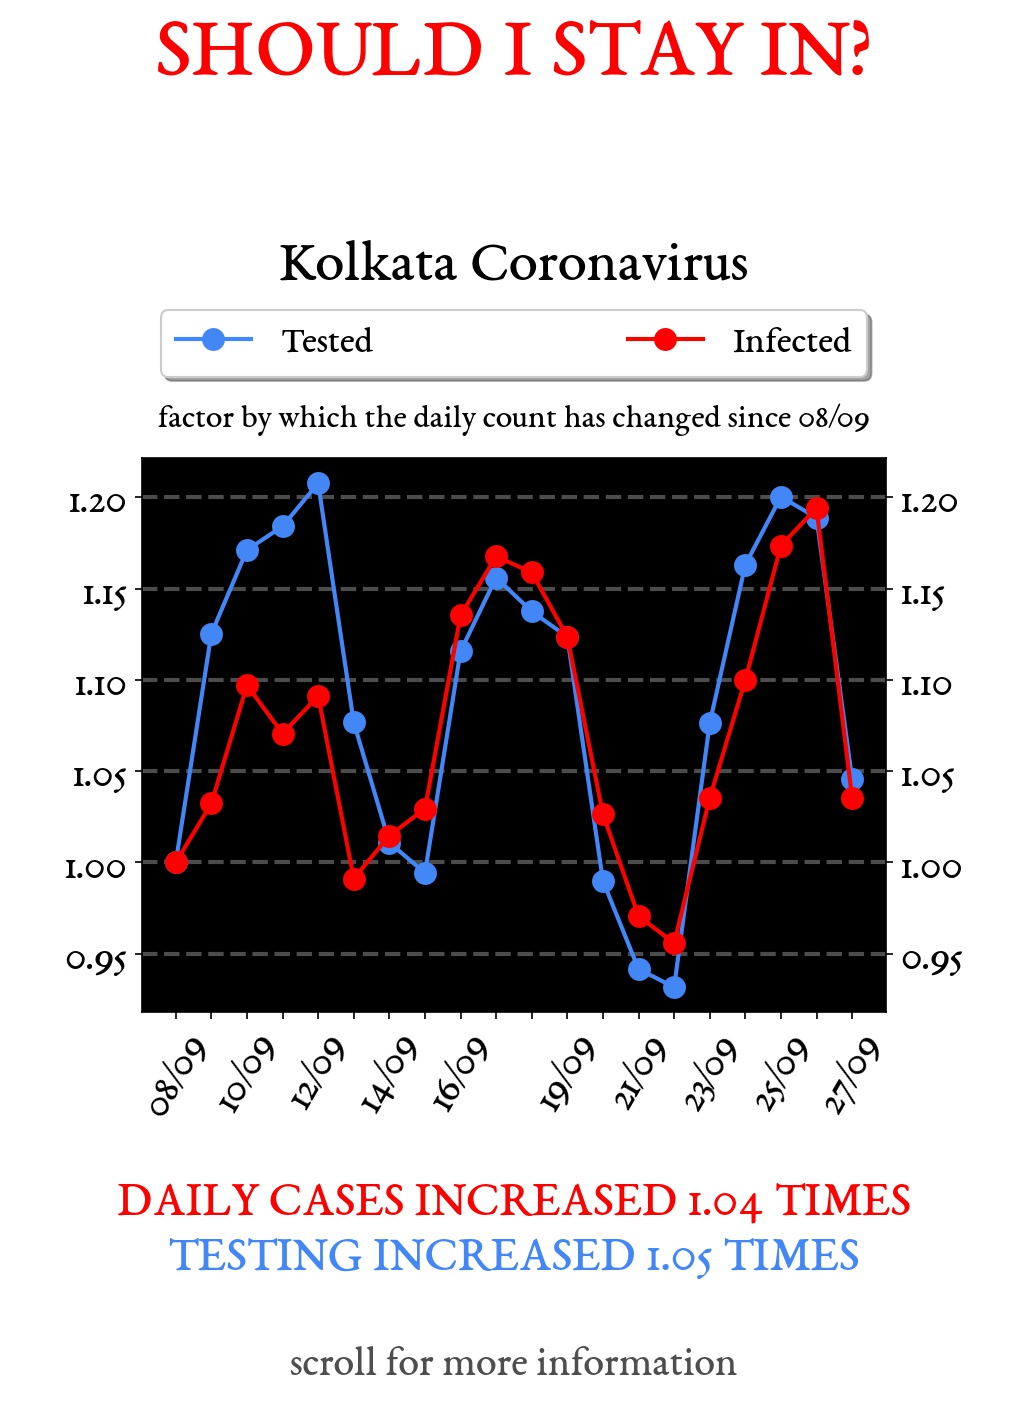 SHOULD I STAY IN?
Kolkata Coronavirus
Tested Infected
factor by which the daily count has changed since 08/09
1.20 1.20
1.15 1.15
1.10 1.10
1.05 1.05
1.00 1.00
0.95 0.95
08/09 10/09 12/09 14/09 16/09 19/09 21/09 23/09 25/09 27/09
DAILY CASES INCREASED 1.04 TIMES
TESTING INCREASED 1.05 TIMES
scroll for more information